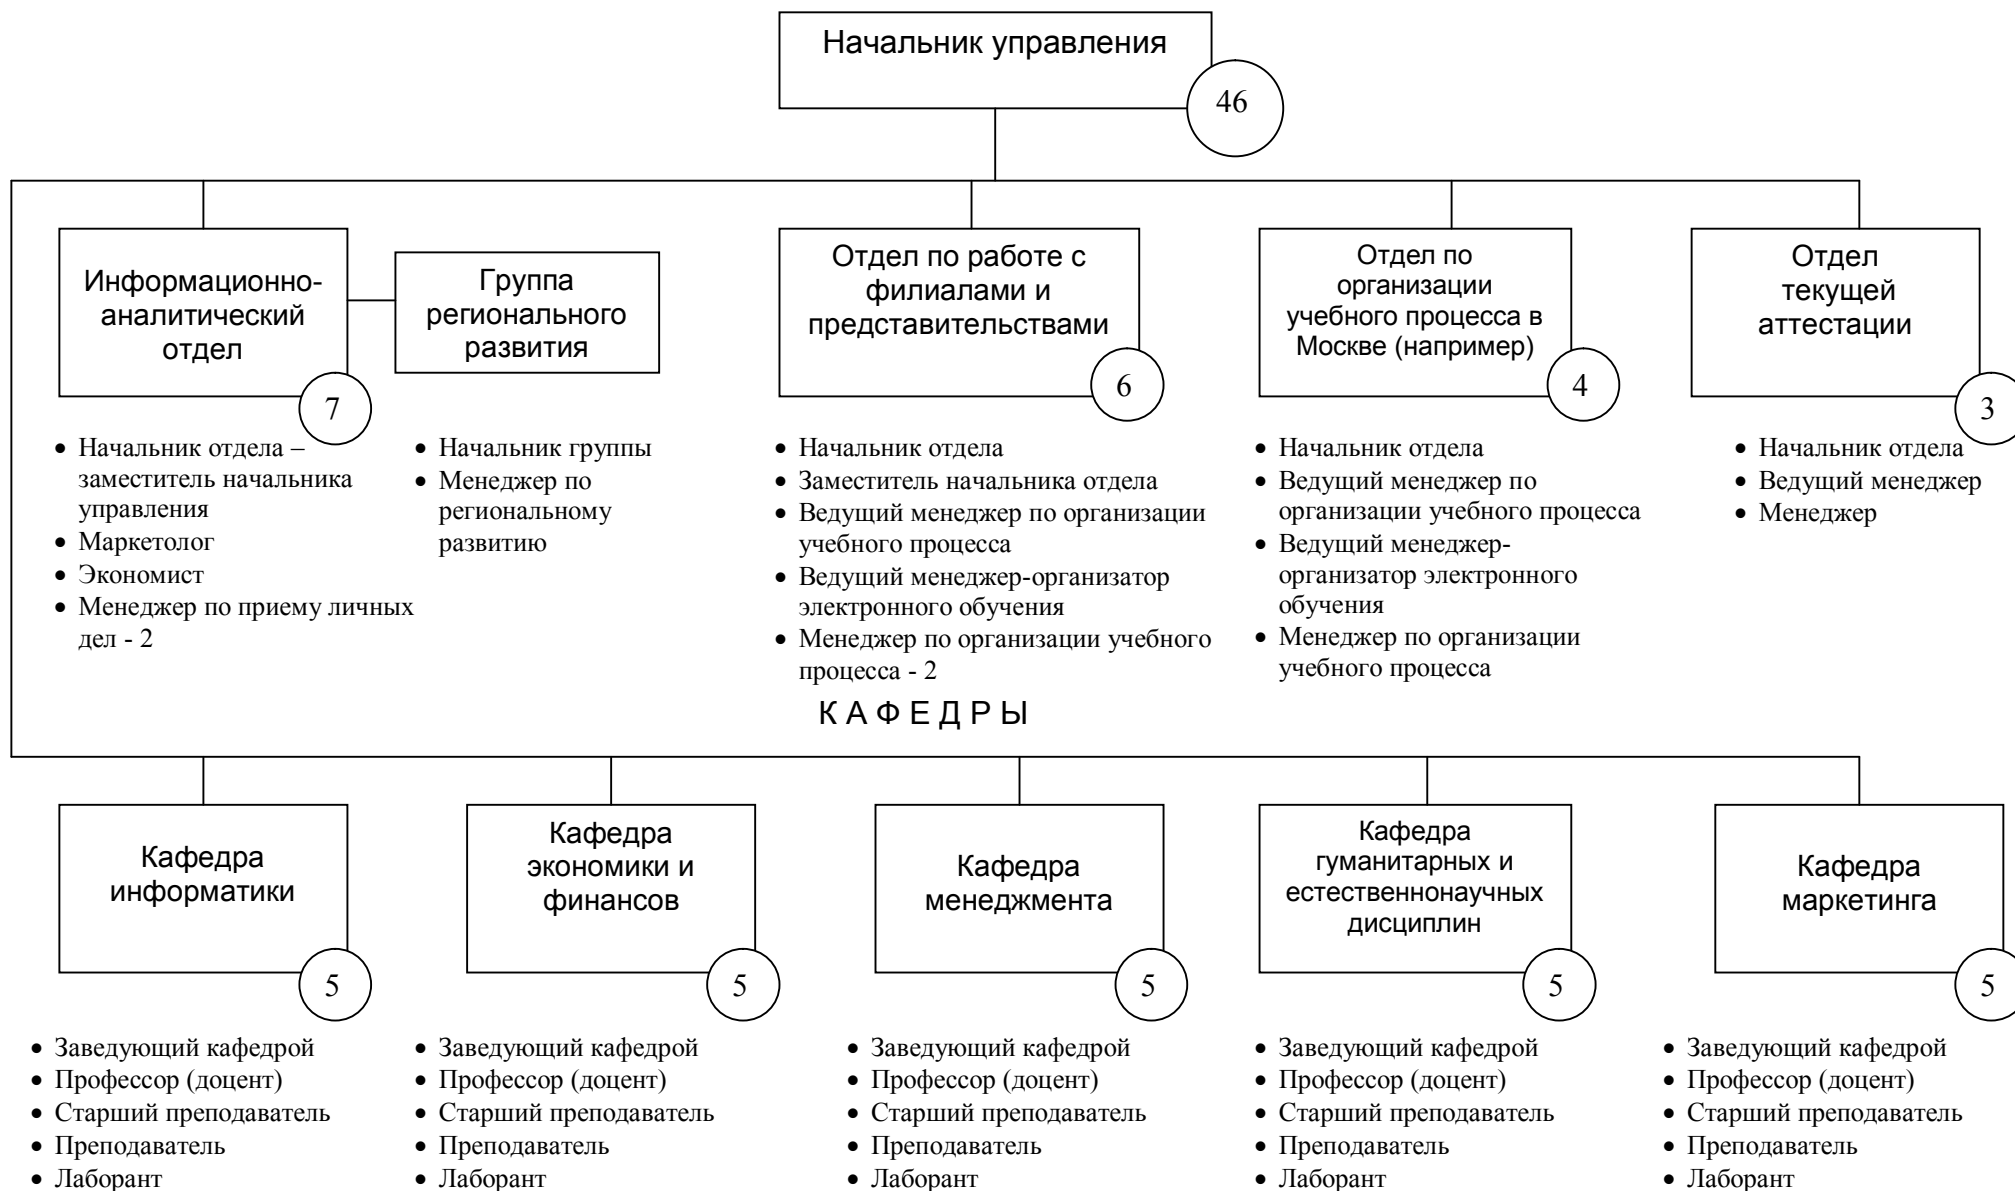 Начальник управления
46
Информационно-
аналитический
отдел
7
Группа
регионального
развития
Отдел по работе с
филиалами и
представительствами
6
Отдел по
организации
учебного процесса в
Москве (например)
4
Отдел
текущей
аттестации
3
• Начальник отдела –
заместитель начальника
управления
• Маркетолог
• Экономист
• Менеджер по приему личных
дел - 2
• Начальник группы
• Менеджер по
региональному
развитию
• Начальник отдела
• Заместитель начальника отдела
• Ведущий менеджер по организации
учебного процесса
• Ведущий менеджер-организатор
электронного обучения
• Менеджер по организации учебного
процесса - 2
• Начальник отдела
• Ведущий менеджер по
организации учебного процесса
• Ведущий менеджер-
организатор электронного
обучения
• Менеджер по организации
учебного процесса
• Начальник отдела
• Ведущий менеджер
• Менеджер
К А Ф Е Д Р Ы
Кафедра
информатики
5
Кафедра
экономики и
финансов
5
Кафедра
менеджмента
5
Кафедра
гуманитарных и
естественнонаучных
дисциплин
5
Кафедра
маркетинга
5
• Заведующий кафедрой
• Профессор (доцент)
• Старший преподаватель
• Преподаватель
• Лаборант
• Заведующий кафедрой
• Профессор (доцент)
• Старший преподаватель
• Преподаватель
• Лаборант
• Заведующий кафедрой
• Профессор (доцент)
• Старший преподаватель
• Преподаватель
• Лаборант
• Заведующий кафедрой
• Профессор (доцент)
• Старший преподаватель
• Преподаватель
• Лаборант
• Заведующий кафедрой
• Профессор (доцент)
• Старший преподаватель
• Преподаватель
• Лаборант